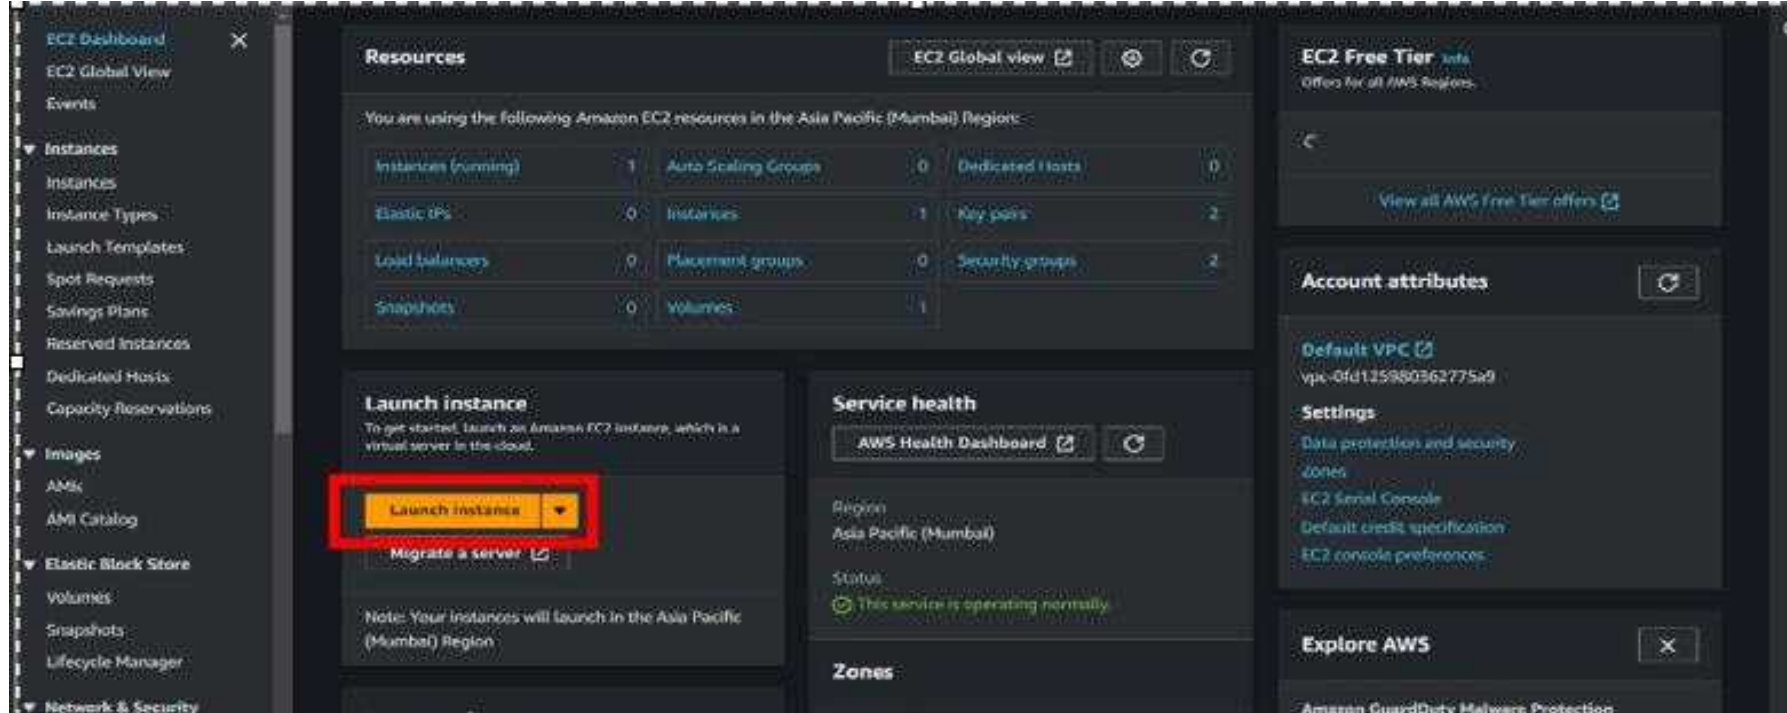 EC2 Dashboard
EC2 Global View
Events
Instances
Instances
Instance Types
Launch Templates
Spot Requests
Savings Plans
Reserved Instances
Dedicated Hosts
Capacity Reservations
Images
AMIs
AMI Catalog
Elastic Block Store
Volumes
Snapshots
Lifecycle Manager
Network & Security
Resources
EC2 Global view
You are using the following Amazon EC2 resources in the Asia Pacific (Mumbai) Region:
Instances (running) 1 Auto Scaling Groups 0 Dedicated Hosts 0
Elastic IPs 0 Instances 1 Key pairs 2
Load balancers 0 Placement groups 0 Security groups 2
Snapshots 0 Volumes 1
Launch instance
To get started, launch an Amazon EC2 instance, which is a
virtual server in the cloud.
Launch instance
Migrate a server
Note: Your instances will launch in the Asia Pacific
(Mumbai) Region
Service health
AWS Health Dashboard
Region
Asia Pacific (Mumbai)
Status
This service is operating normally.
Zones
EC2 Free Tier Info
Offers for all AWS Regions.
View all AWS Free Tier offers
Account attributes
Default VPC
vpc-0fd125980362775a9
Settings
Data protection and security
Zones
EC2 Serial Console
Default credit specification
EC2 console preferences
Explore AWS
Amazon GuardDuty Malware Protection